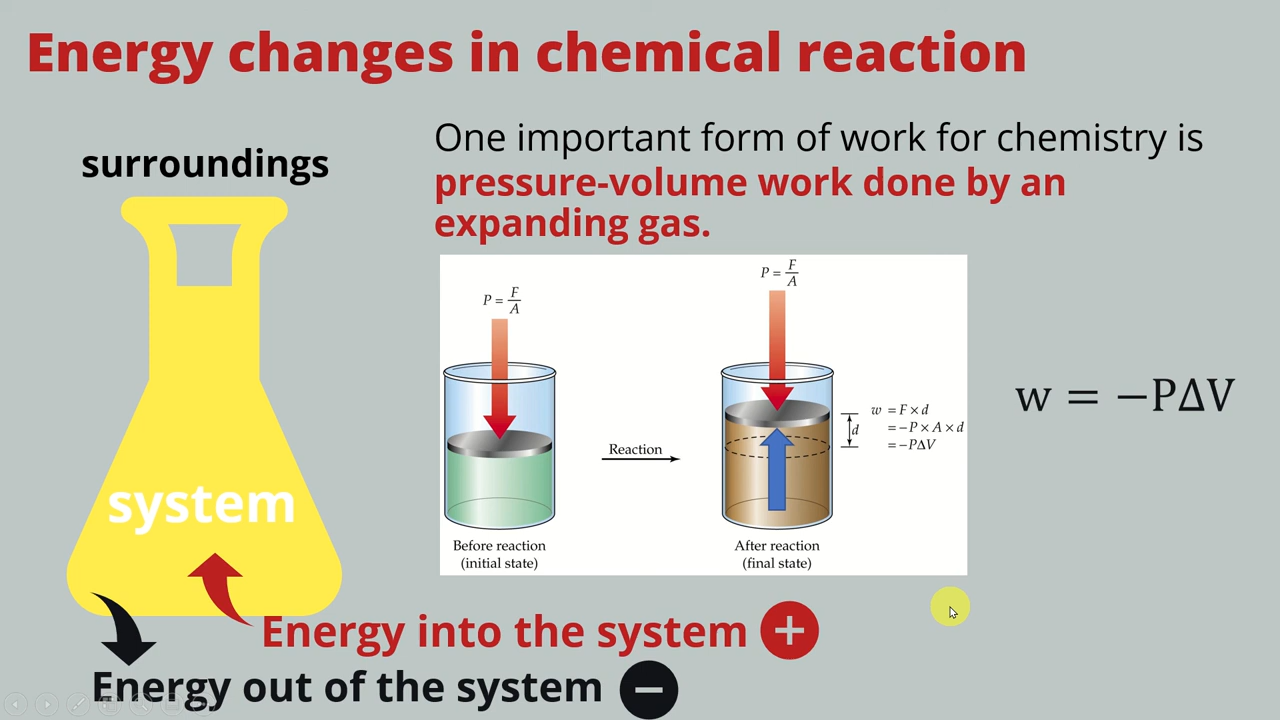 Energy changes in chemical reaction
surroundings
One important form of work for chemistry is
pressure-volume work done by an
expanding gas.
P = F/A
P = F/A
w = F × d
= −P × A × d
= −PΔV
d
Reaction
w = −PΔV
system
Before reaction
(initial state)
After reaction
(final state)
Energy into the system +
Energy out of the system −